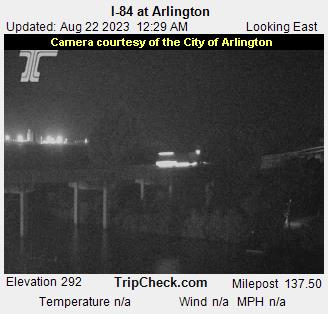 I-84 at Arlington
Updated: Aug 22 2023 12:29 AM Looking East
Camera courtesy of the City of Arlington
Elevation 292 TripCheck.com Milepost 137.50
Temperature n/a Wind n/a MPH n/a